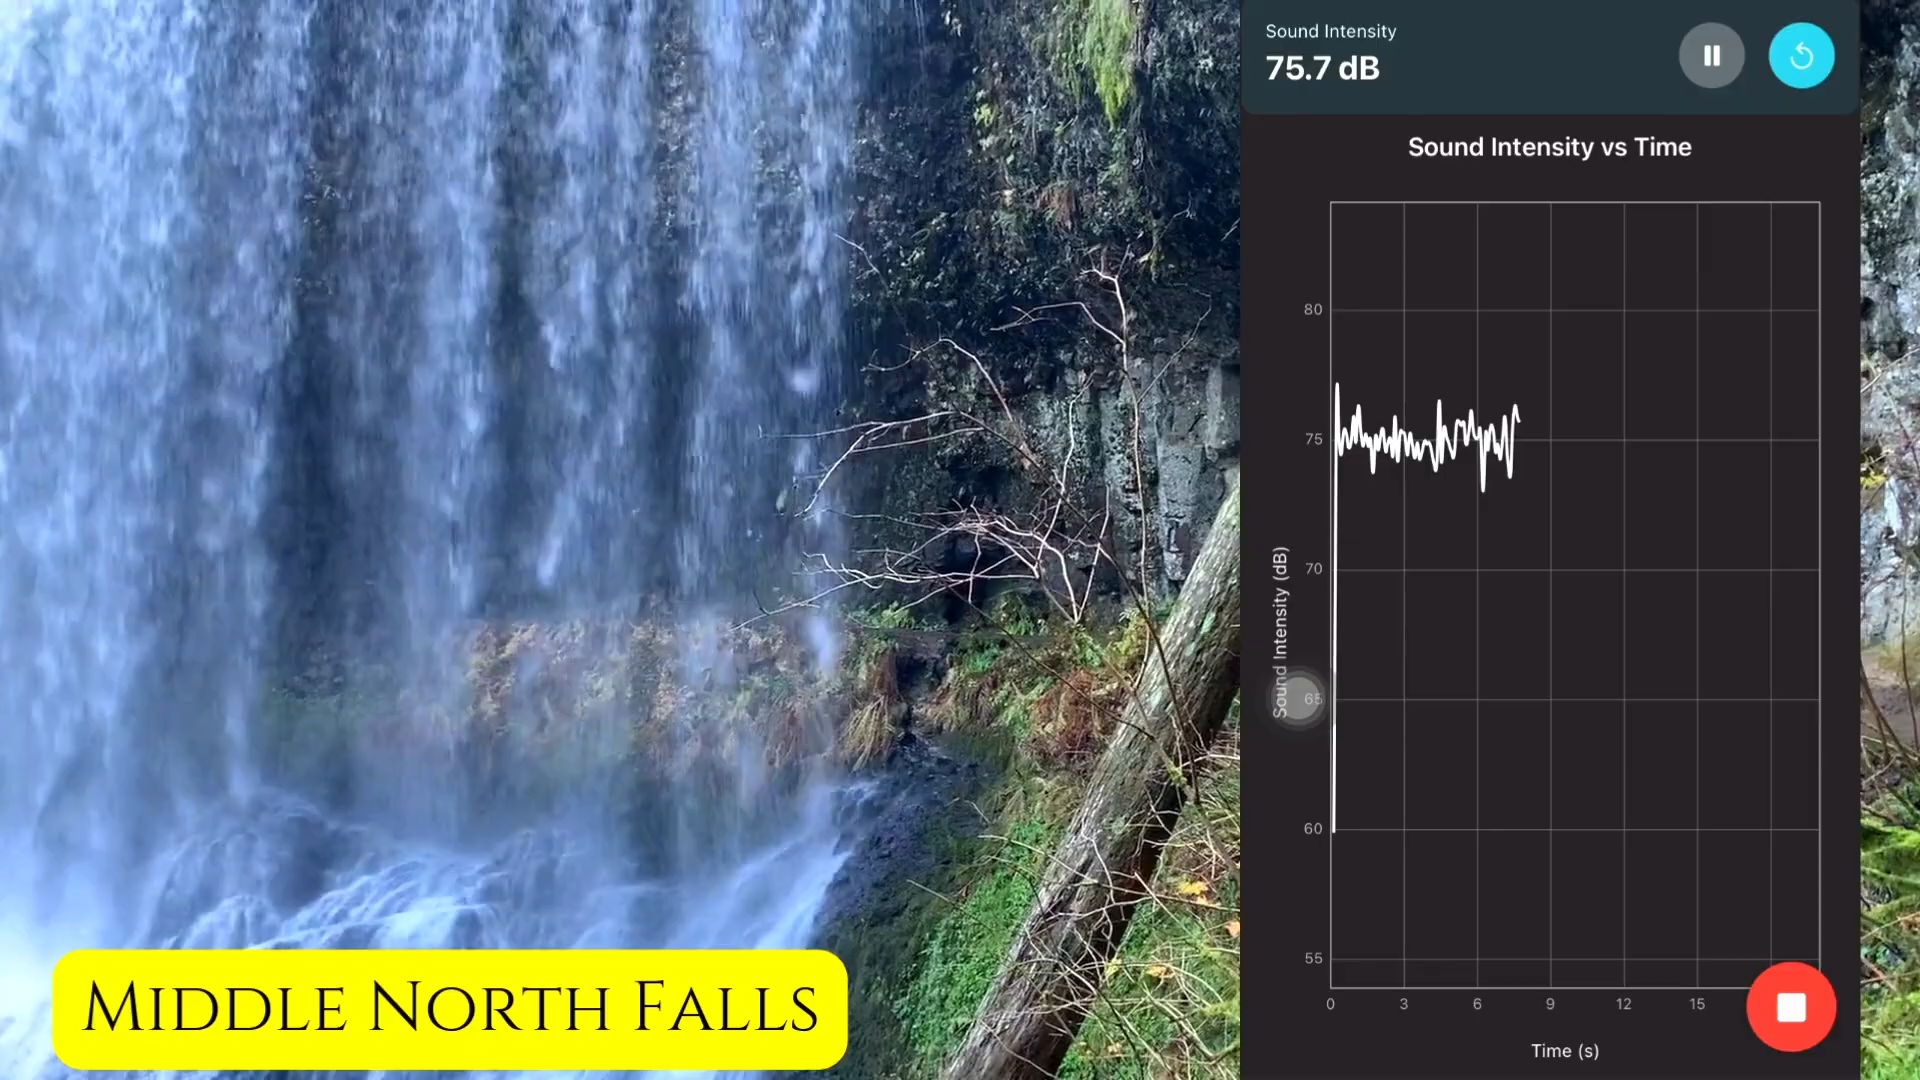 Sound Intensity
75.7 dB
Sound Intensity vs Time
80
75
70
65
60
55
Sound Intensity (dB)
0 3 6 9 12 15
Time (s)
Middle North Falls